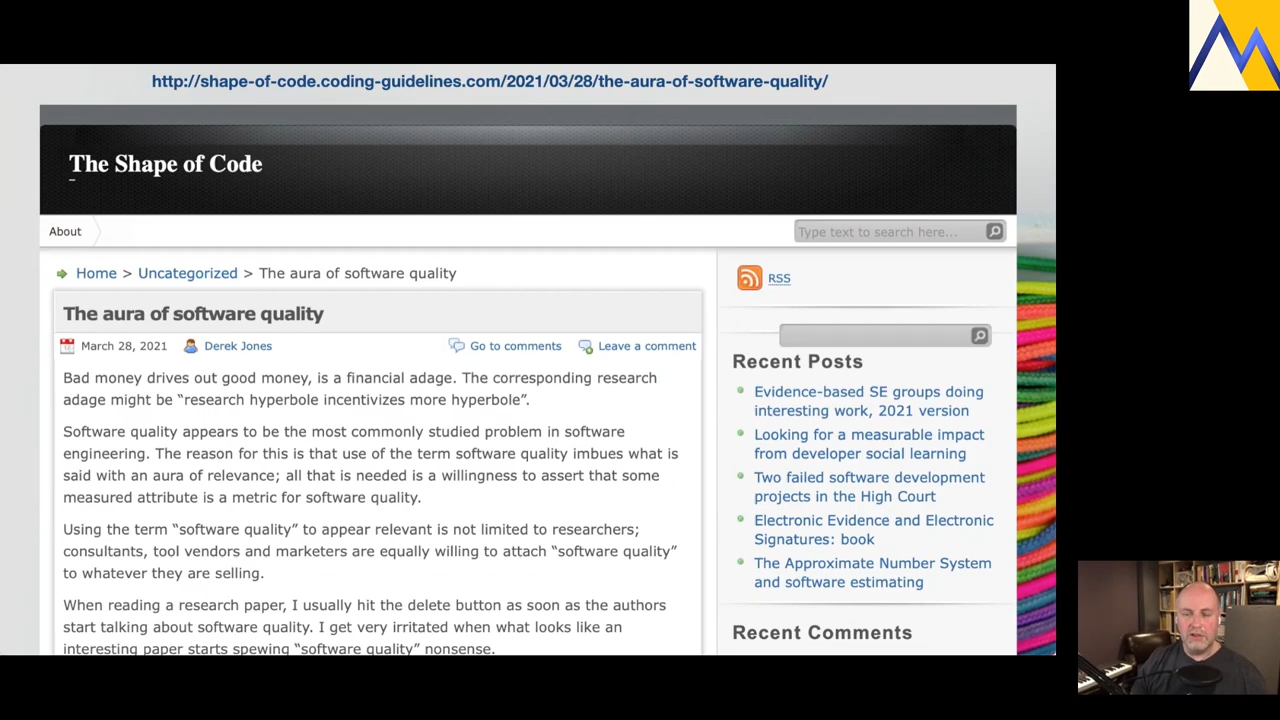 http://shape-of-code.coding-guidelines.com/2021/03/28/the-aura-of-software-quality/
The Shape of Code
About
Type text to search here...
Home > Uncategorized > The aura of software quality
The aura of software quality
March 28, 2021 Derek Jones Go to comments Leave a comment
Bad money drives out good money, is a financial adage. The corresponding research
adage might be “research hyperbole incentivizes more hyperbole”.
Software quality appears to be the most commonly studied problem in software
engineering. The reason for this is that use of the term software quality imbues what is
said with an aura of relevance; all that is needed is a willingness to assert that some
measured attribute is a metric for software quality.
Using the term “software quality” to appear relevant is not limited to researchers;
consultants, tool vendors and marketers are equally willing to attach “software quality”
to whatever they are selling.
When reading a research paper, I usually hit the delete button as soon as the authors
start talking about software quality. I get very irritated when what looks like an
interesting paper starts spewing “software quality” nonsense.
RSS
Recent Posts
Evidence-based SE groups doing
interesting work, 2021 version
Looking for a measurable impact
from developer social learning
Two failed software development
projects in the High Court
Electronic Evidence and Electronic
Signatures: book
The Approximate Number System
and software estimating
Recent Comments